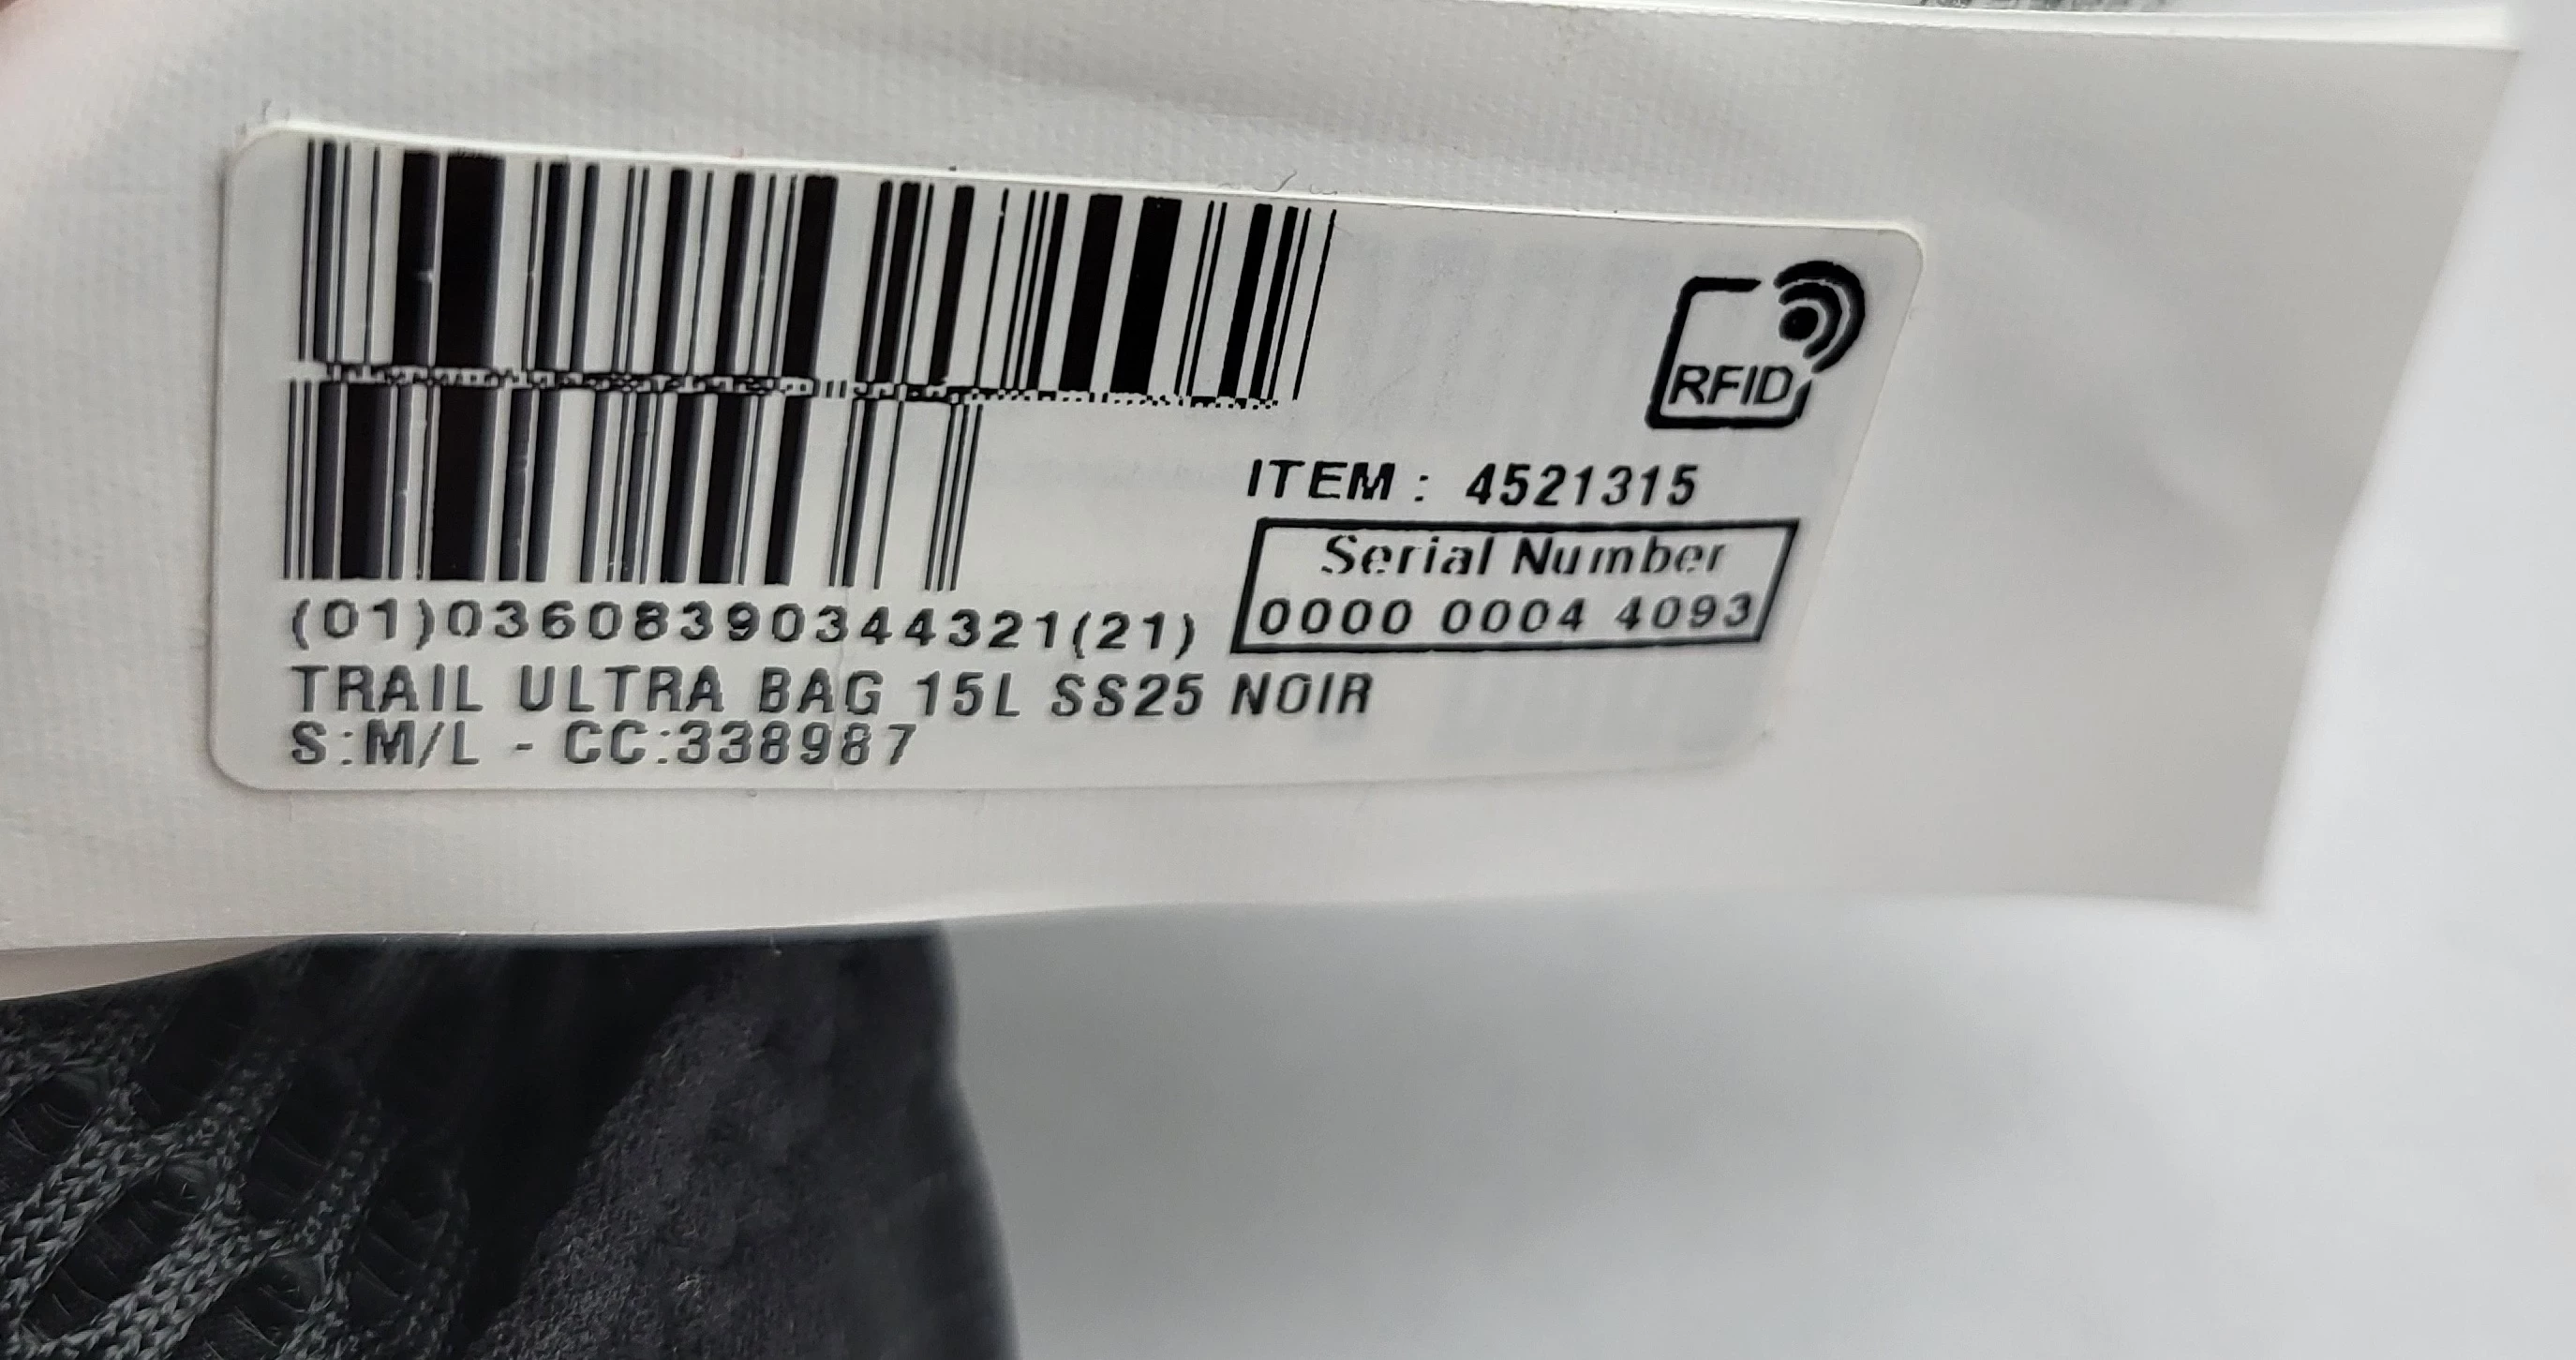 RFID
ITEM : 4521315
Serial Number
0000 0004 4093
(01)03608390344321(21)
TRAIL ULTRA BAG 15L SS25 NOIR
S:M/L - CC:338987